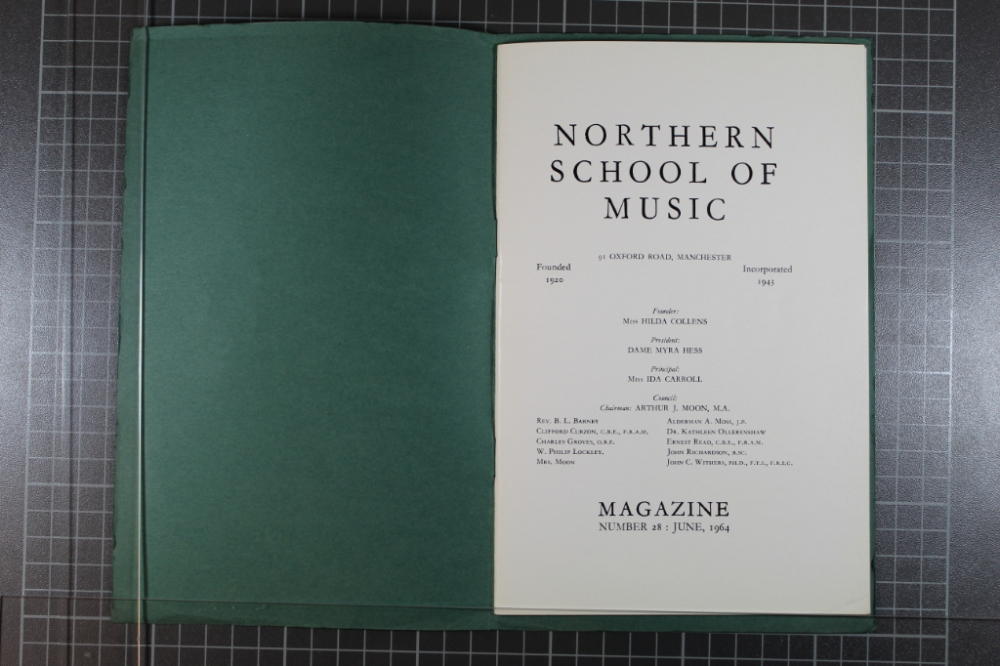 NORTHERN
SCHOOL OF
MUSIC
91 OXFORD ROAD, MANCHESTER
Founded
1920
Incorporated
1943
Founder:
Miss HILDA COLLENS
President:
DAME MYRA HESS
Principal:
Miss IDA CARROLL
Council:
Chairman: ARTHUR J. MOON, M.A.
Rev. B. L. Barnby
Clifford Curzon, C.B.E., F.R.A.M.
Charles Groves, O.B.E.
W. Philip Lockley.
Mrs. Moon
Alderman A. Moss, J.P.
Dr. Kathleen Ollerenshaw
Ernest Read, C.B.E., F.R.A.M.
John Richardson, B.SC.
John C. Withers, PH.D., F.T.I., F.R.I.C.
MAGAZINE
NUMBER 28 : JUNE, 1964